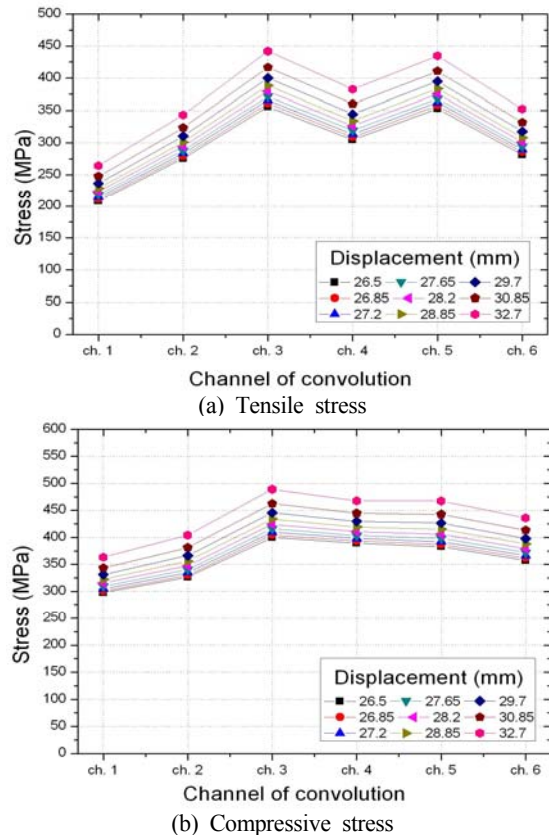 500
450
400
350
300
250
200
150
100
50
0
Stress (MPa)
Displacement (mm)
26.5 27.65 29.7
26.85 28.2 30.85
27.2 28.85 32.7
ch. 1 ch. 2 ch. 3 ch. 4 ch. 5 ch. 6
Channel of convolution
(a) Tensile stress
600
550
500
450
400
350
300
250
200
150
100
50
0
Stress (MPa)
Displacement (mm)
26.5 27.65 29.7
26.85 28.2 30.85
27.2 28.85 32.7
ch. 1 ch. 2 ch. 3 ch. 4 ch. 5 ch. 6
Channel of convolution
(b) Compressive stress